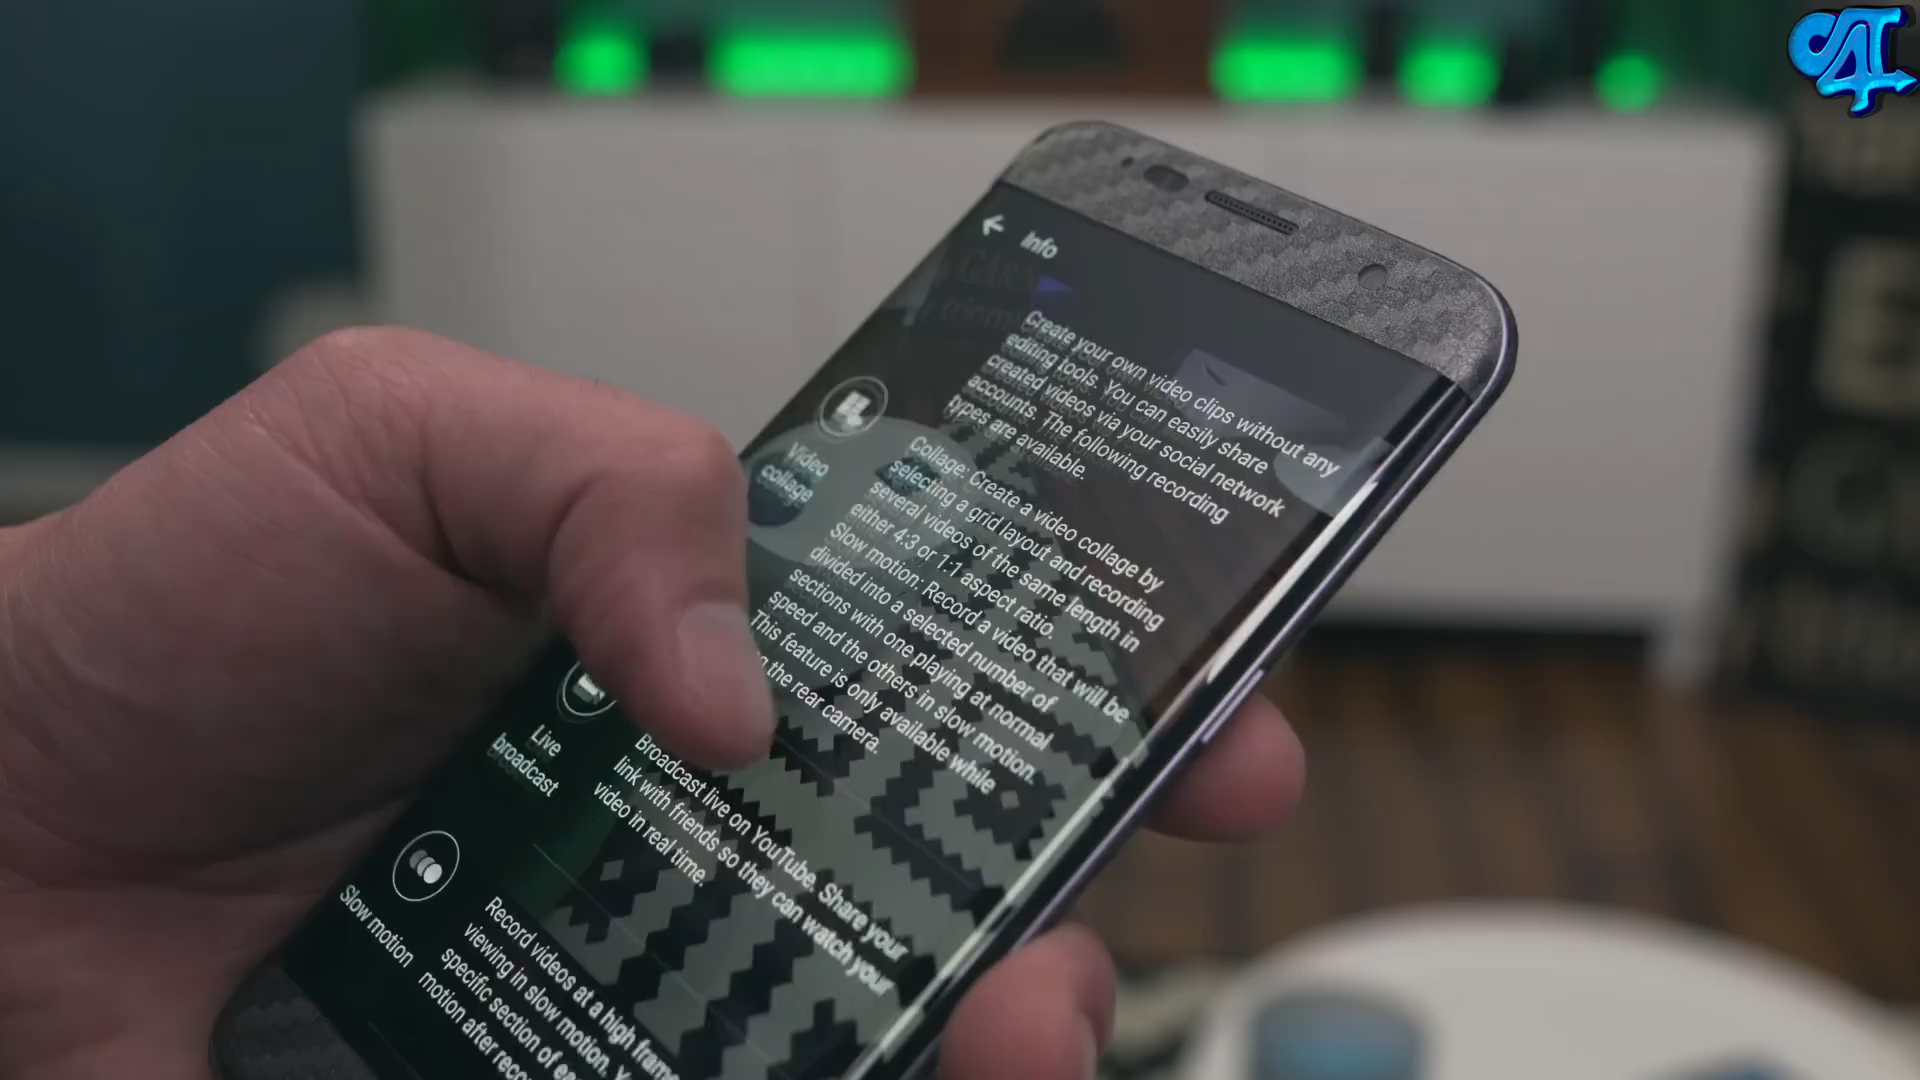 Info
Create your own video clips without any
editing tools. You can easily share
created videos via your social network
accounts. The following recording
types are available.
Video
collage
Collage: Create a video collage by
selecting a grid layout and recording
several videos of the same length in
either 4:3 or 1:1 aspect ratio.
Slow motion: Record a video that will be
divided into a selected number of
sections with one playing at normal
speed and the others in slow motion.
This feature is only available while
the rear camera.
Live
broadcast
Broadcast live on YouTube. Share your
link with friends so they can watch your
video in real time.
Slow motion
Record videos at a high frame
viewing in slow motion.
specific section of
motion after